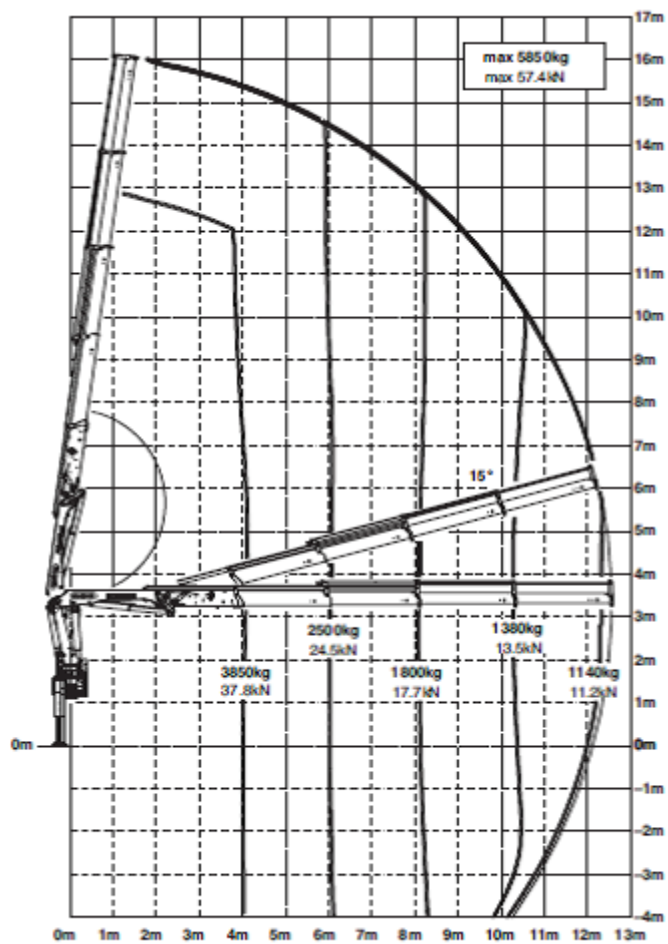 17m
max 5850kg
max 57.4kN
16m
15m
14m
13m
12m
11m
10m
9m
8m
7m
15°
6m
5m
4m
3m
2500kg
24.5kN
1380kg
13.5kN
2m
3850kg
37.8kN
1800kg
17.7kN
1140kg
11.2kN
1m
0m
0m
-1m
-2m
-3m
-4m
0m 1m 2m 3m 4m 5m 6m 7m 8m 9m 10m 11m 12m 13m